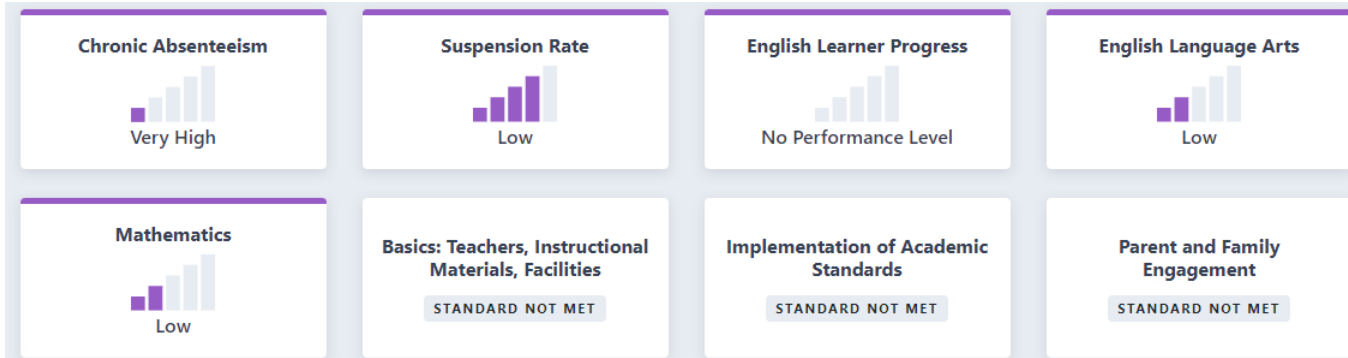 Chronic Absenteeism
Very High
Suspension Rate
Low
English Learner Progress
No Performance Level
English Language Arts
Low
Mathematics
Low
Basics: Teachers, Instructional
Materials, Facilities
STANDARD NOT MET
Implementation of Academic
Standards
STANDARD NOT MET
Parent and Family
Engagement
STANDARD NOT MET